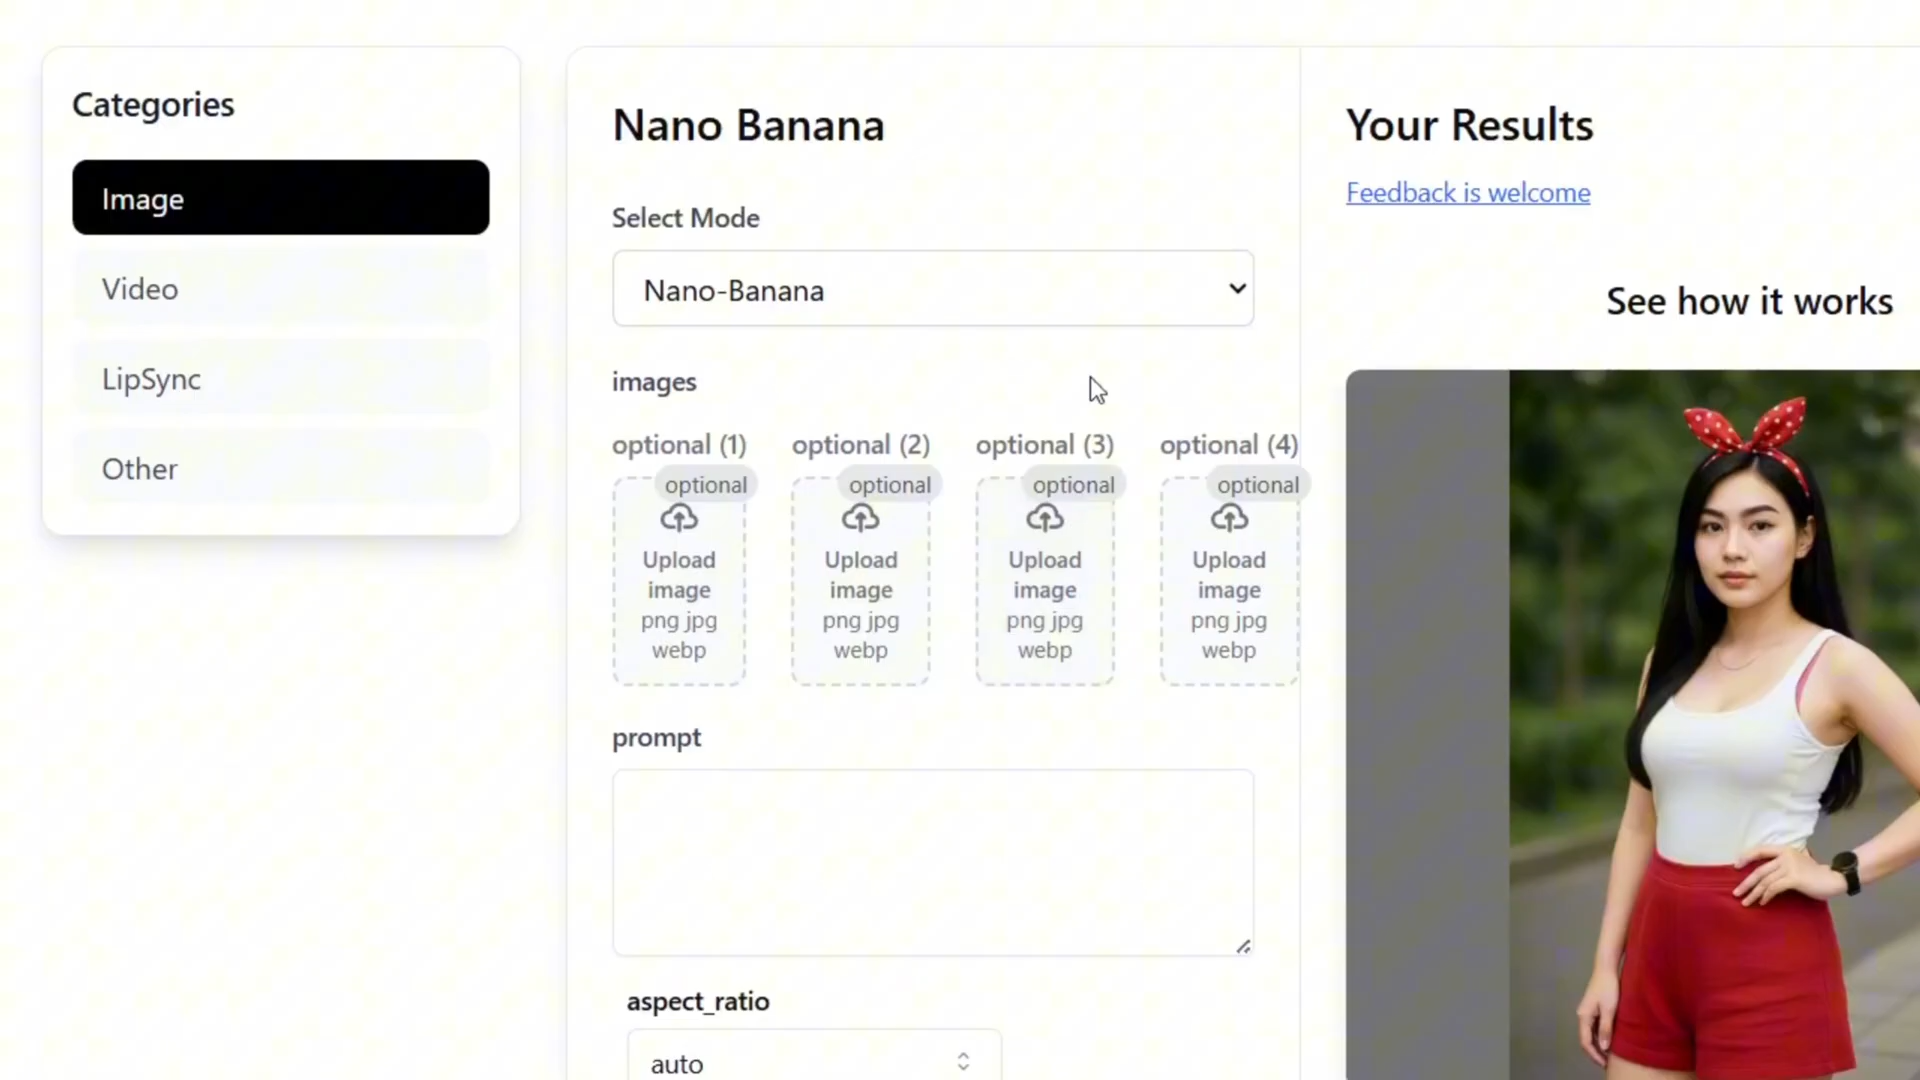 Categories
Image
Video
LipSync
Other
Nano Banana
Select Mode
Nano-Banana
images
optional (1)
optional
Upload
image
png jpg
webp
optional (2)
optional
Upload
image
png jpg
webp
optional (3)
optional
Upload
image
png jpg
webp
optional (4)
optional
Upload
image
png jpg
webp
prompt
aspect_ratio
auto
Your Results
Feedback is welcome
See how it works